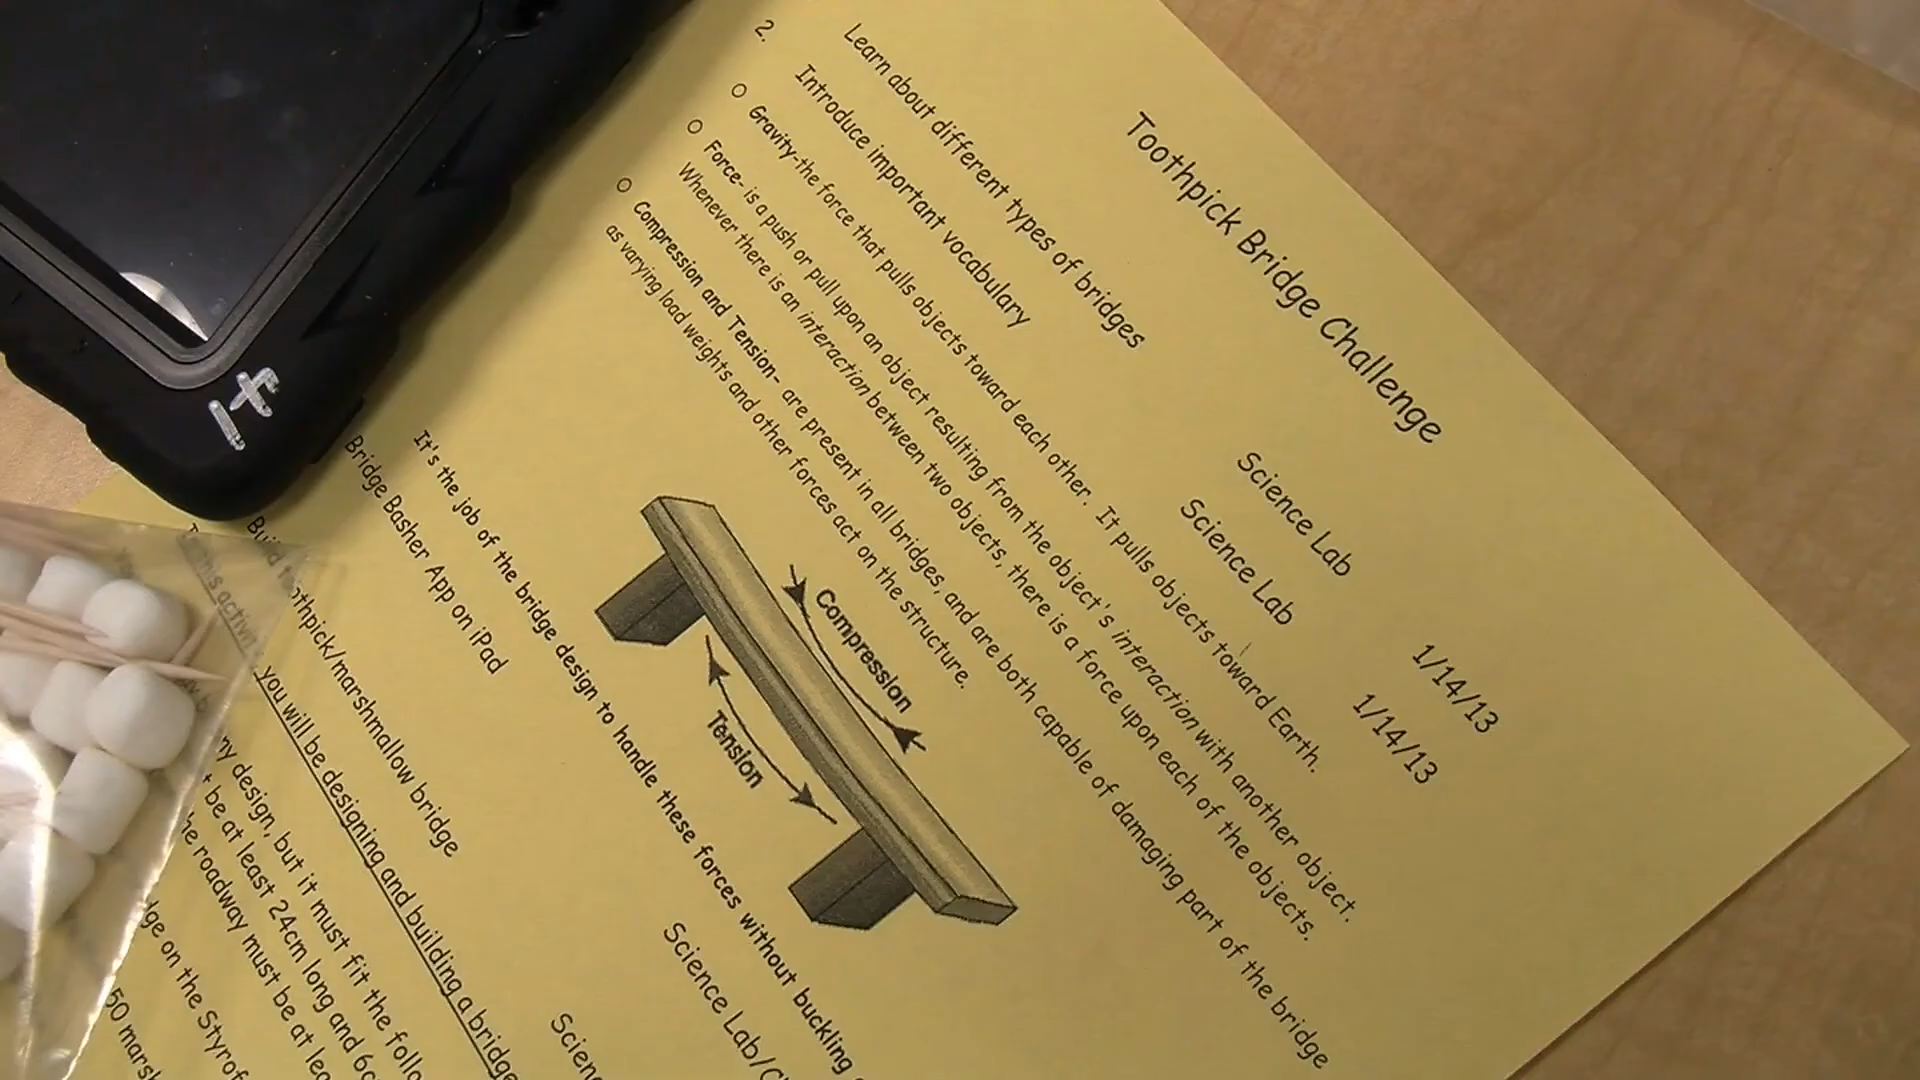 Toothpick Bridge Challenge
Learn about different types of bridges Science Lab 1/14/13
2. Introduce important vocabulary Science Lab 1/14/13
Gravity-the force that pulls objects toward each other. It pulls objects toward Earth.
Force- is a push or pull upon an object resulting from the object's interaction with another object.
Whenever there is an interaction between two objects, there is a force upon each of the objects.
Compression and Tension- are present in all bridges, and are both capable of damaging part of the bridge
as varying load weights and other forces act on the structure.
Compression
Tension
It's the job of the bridge design to handle these forces without buckling
Bridge Basher App on iPad Science Lab/
toothpick/marshmallow bridge
you will be designing and building a bridge
design, but it must fit the
be at least 24cm long and
roadway must be at
on the
50